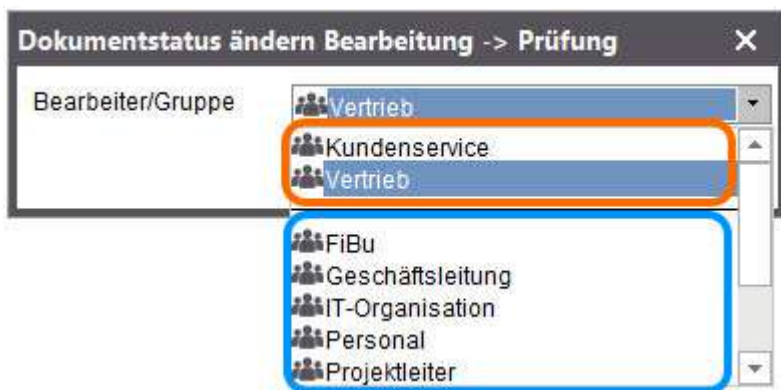 Dokumentstatus ändern Bearbeitung -> Prüfung
Bearbeiter/Gruppe
Vertrieb
Kundenservice
Vertrieb
FiBu
Geschäftsleitung
IT-Organisation
Personal
Projektleiter